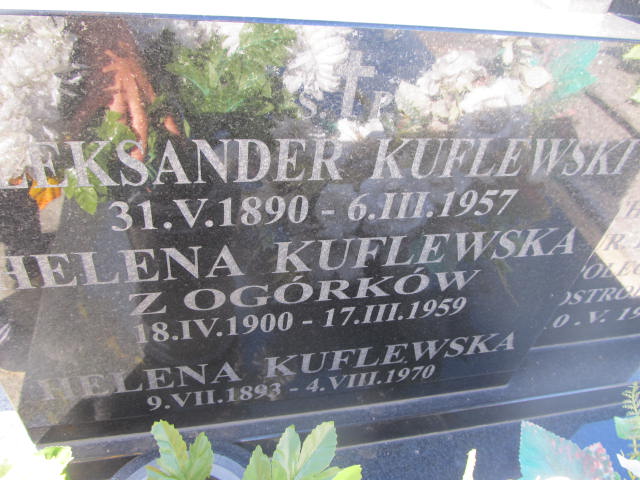 Ś P
ALEKSANDER KUFLEWSKI
31.V.1890 - 6.III.1957
HELENA KUFLEWSKA
Z OGÓRKÓW
18.IV.1900 - 17.III.1959
HELENA KUFLEWSKA
9.VII.1893 - 4.VIII.1970